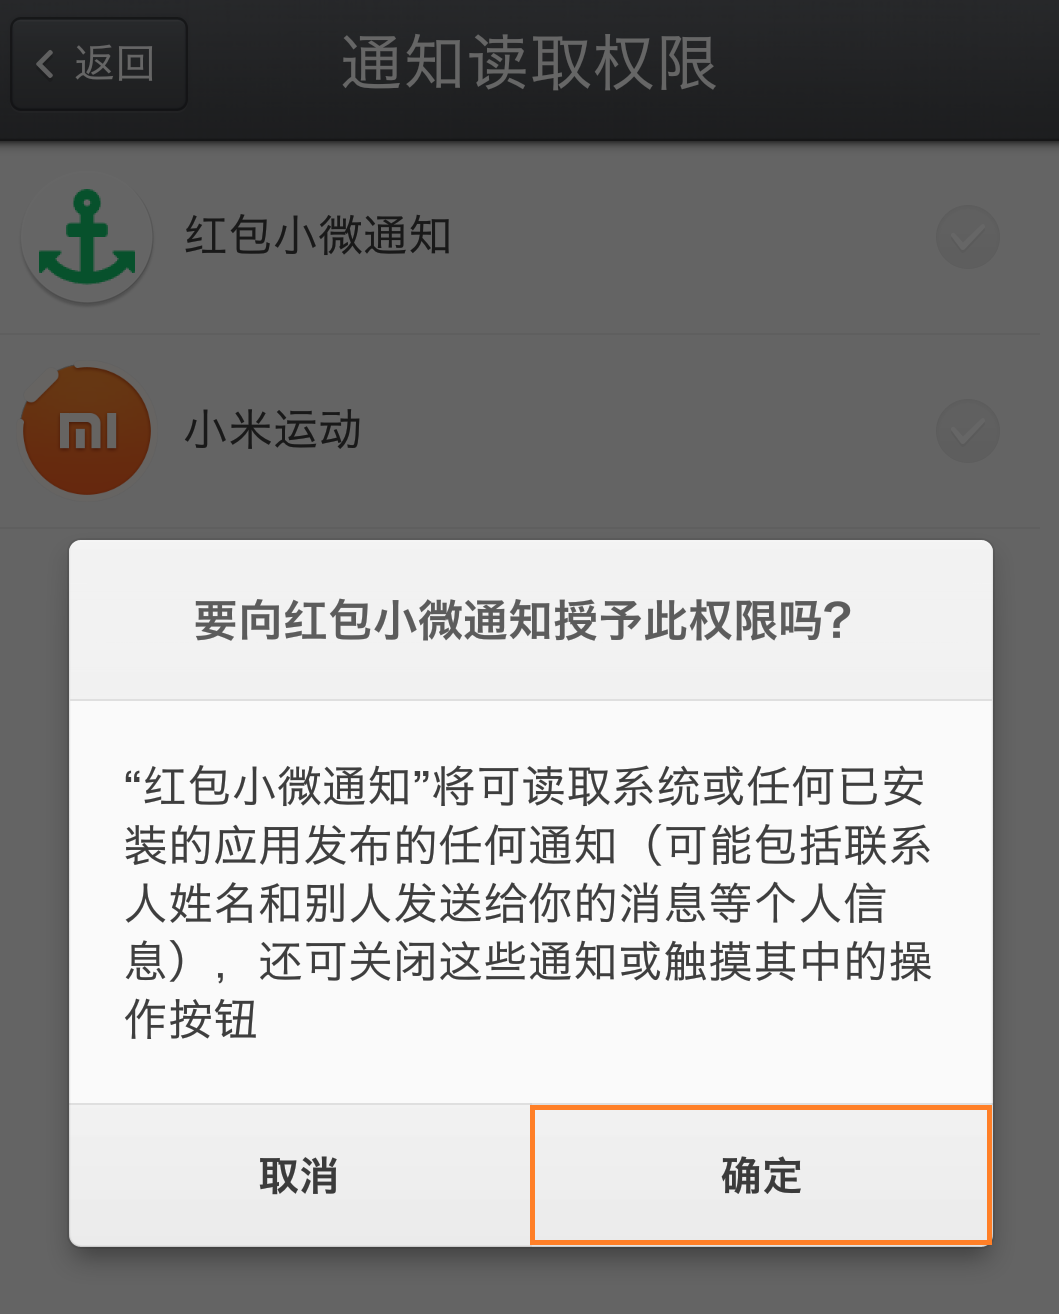 返回
通知读取权限
红包小微通知
mi
小米运动
要向红包小微通知授予此权限吗?
“红包小微通知”将可读取系统或任何已安
装的应用发布的任何通知（可能包括联系
人姓名和别人发送给你的消息等个人信
息），还可关闭这些通知或触摸其中的操
作按钮
取消
确定